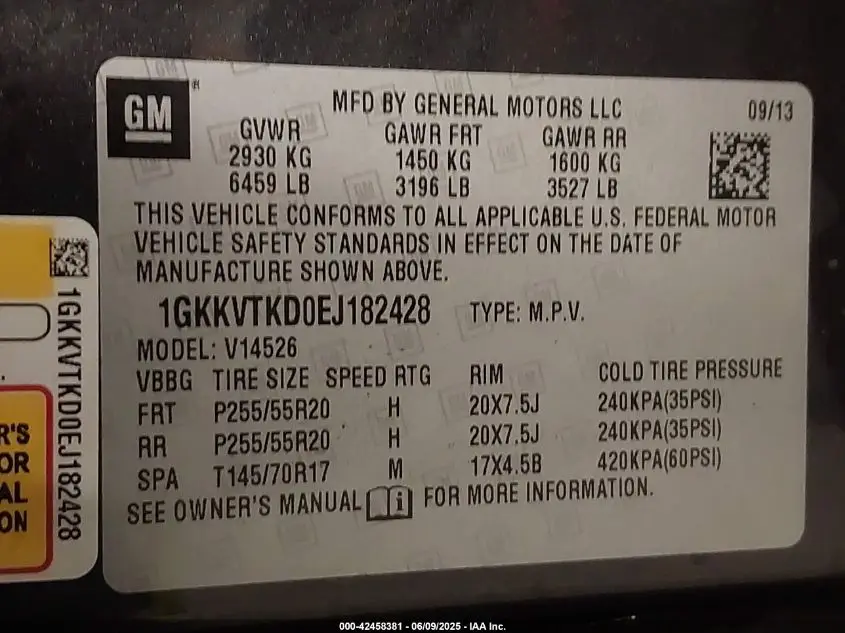 GM
MFD BY GENERAL MOTORS LLC 09/13
GVWR GAWR FRT GAWR RR
2930 KG 1450 KG 1600 KG
6459 LB 3196 LB 3527 LB
THIS VEHICLE CONFORMS TO ALL APPLICABLE U.S. FEDERAL MOTOR
VEHICLE SAFETY STANDARDS IN EFFECT ON THE DATE OF
MANUFACTURE SHOWN ABOVE.
1GKKVTKD0EJ182428 TYPE: M.P.V.
MODEL: V14526
VBBG TIRE SIZE SPEED RTG RIM COLD TIRE PRESSURE
FRT P255/55R20 H 20X7.5J 240KPA(35PSI)
RR P255/55R20 H 20X7.5J 240KPA(35PSI)
SPA T145/70R17 M 17X4.5B 420KPA(60PSI)
SEE OWNER'S MANUAL i FOR MORE INFORMATION.
1GKKVTKD0EJ182428
R'S
OR
AL
ON
000-42458381 - 06/09/2025 - IAA Inc.